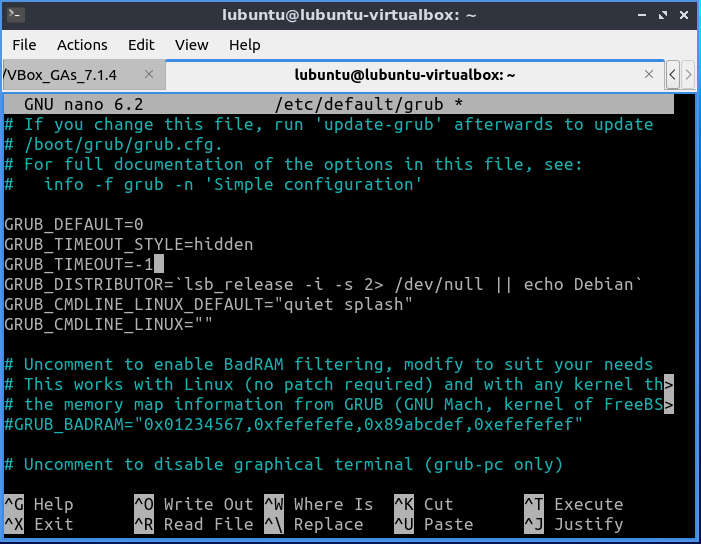 lubuntu@lubuntu-virtualbox: ~
File Actions Edit View Help
/VBox_GAs_7.1.4 × lubuntu@lubuntu-virtualbox: ~ × < >
GNU nano 6.2 /etc/default/grub *
# If you change this file, run 'update-grub' afterwards to update
# /boot/grub/grub.cfg.
# For full documentation of the options in this file, see:
#   info -f grub -n 'Simple configuration'
GRUB_DEFAULT=0
GRUB_TIMEOUT_STYLE=hidden
GRUB_TIMEOUT=-1
GRUB_DISTRIBUTOR=`lsb_release -i -s 2> /dev/null || echo Debian`
GRUB_CMDLINE_LINUX_DEFAULT="quiet splash"
GRUB_CMDLINE_LINUX=""
# Uncomment to enable BadRAM filtering, modify to suit your needs
# This works with Linux (no patch required) and with any kernel th>
# the memory map information from GRUB (GNU Mach, kernel of FreeBS>
#GRUB_BADRAM="0x01234567,0xfefefefe,0x89abcdef,0xefefefef"
# Uncomment to disable graphical terminal (grub-pc only)
^G Help ^O Write Out ^W Where Is ^K Cut ^T Execute
^X Exit ^R Read File ^\ Replace ^U Paste ^J Justify